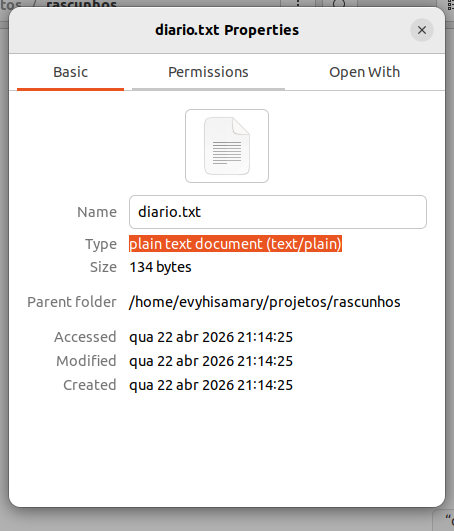 tos / rascunhos
diario.txt Properties
Basic
Permissions
Open With
Name diario.txt
Type plain text document (text/plain)
Size 134 bytes
Parent folder /home/evyhisamary/projetos/rascunhos
Accessed qua 22 abr 2026 21:14:25
Modified qua 22 abr 2026 21:14:25
Created qua 22 abr 2026 21:14:25